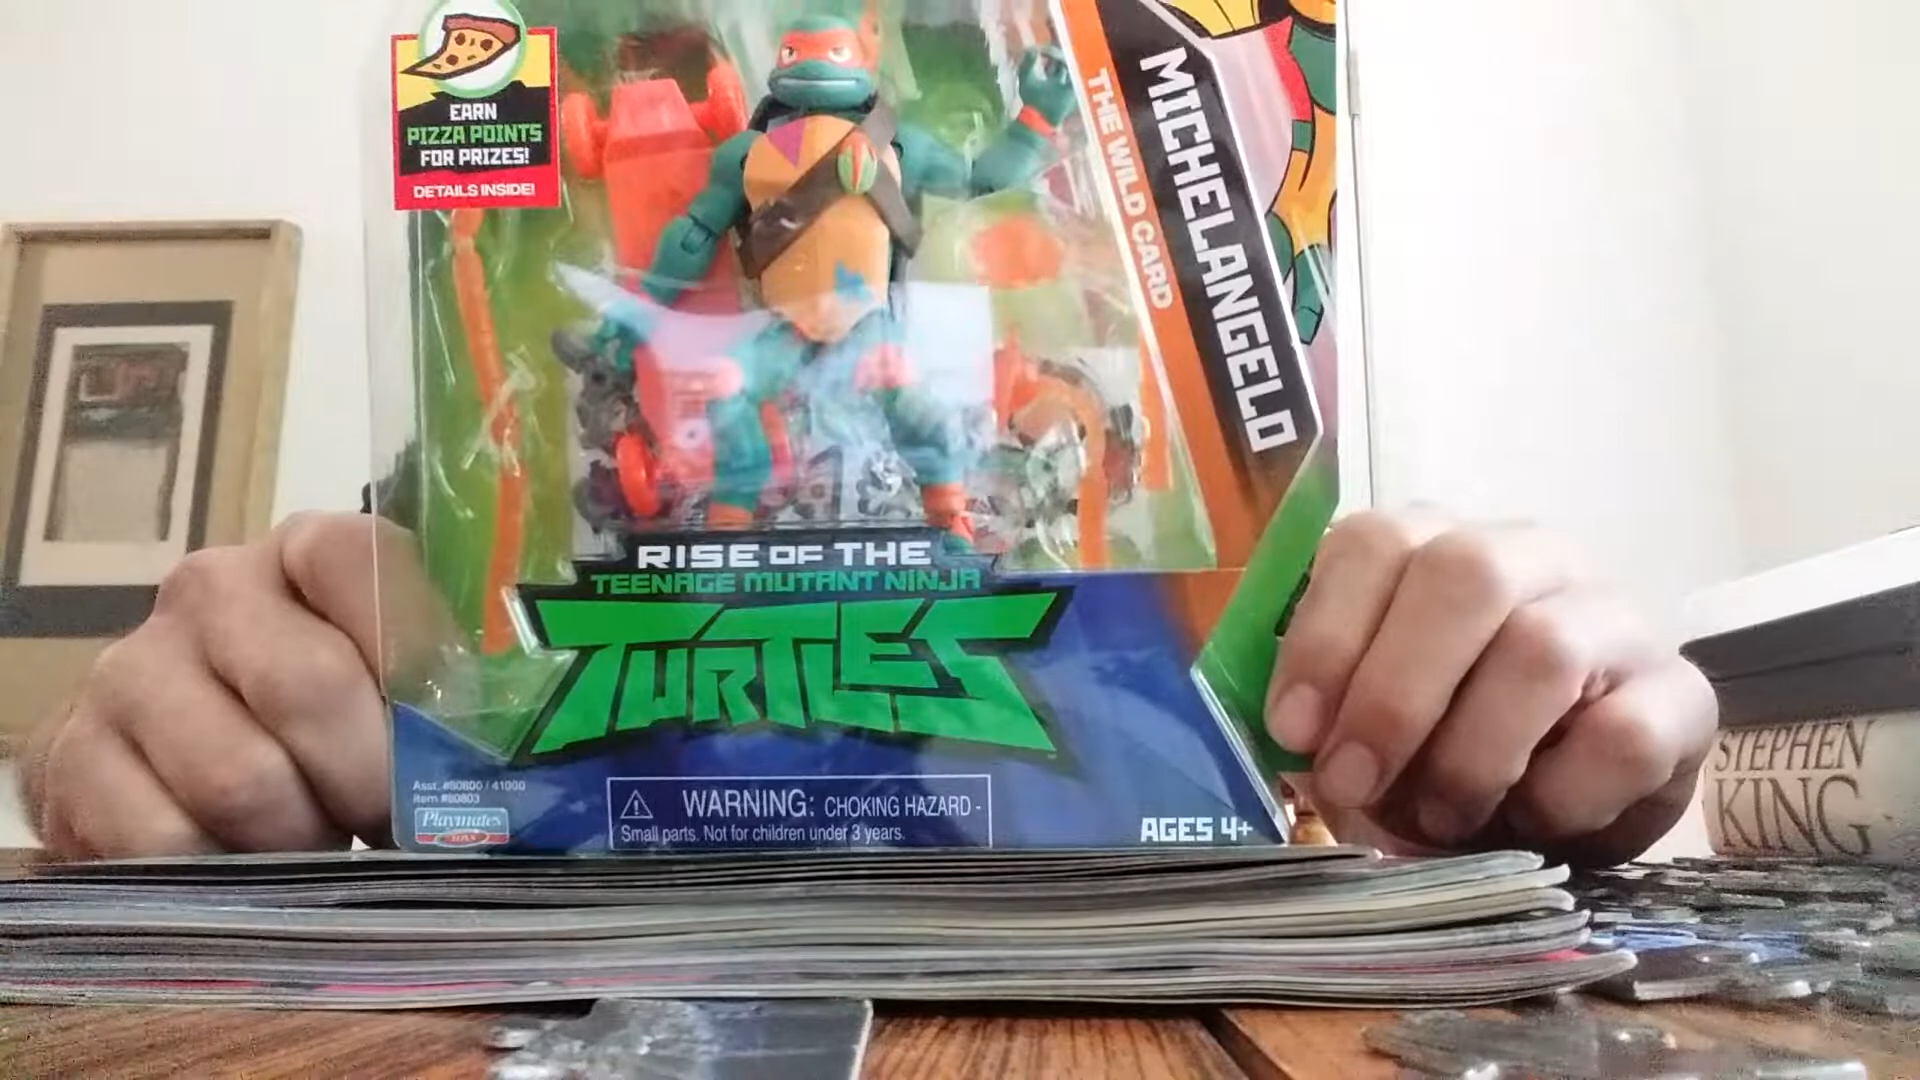 EARN
PIZZA POINTS
FOR PRIZES!
DETAILS INSIDE!
MICHELANGELO
THE WILD CARD
RISE OF THE
TEENAGE MUTANT NINJA
TURTLES
Asst. #80800 / 41000
Item #80803
Playmates
TOYS
WARNING: CHOKING HAZARD -
Small parts. Not for children under 3 years.
AGES 4+
STEPHEN
KING